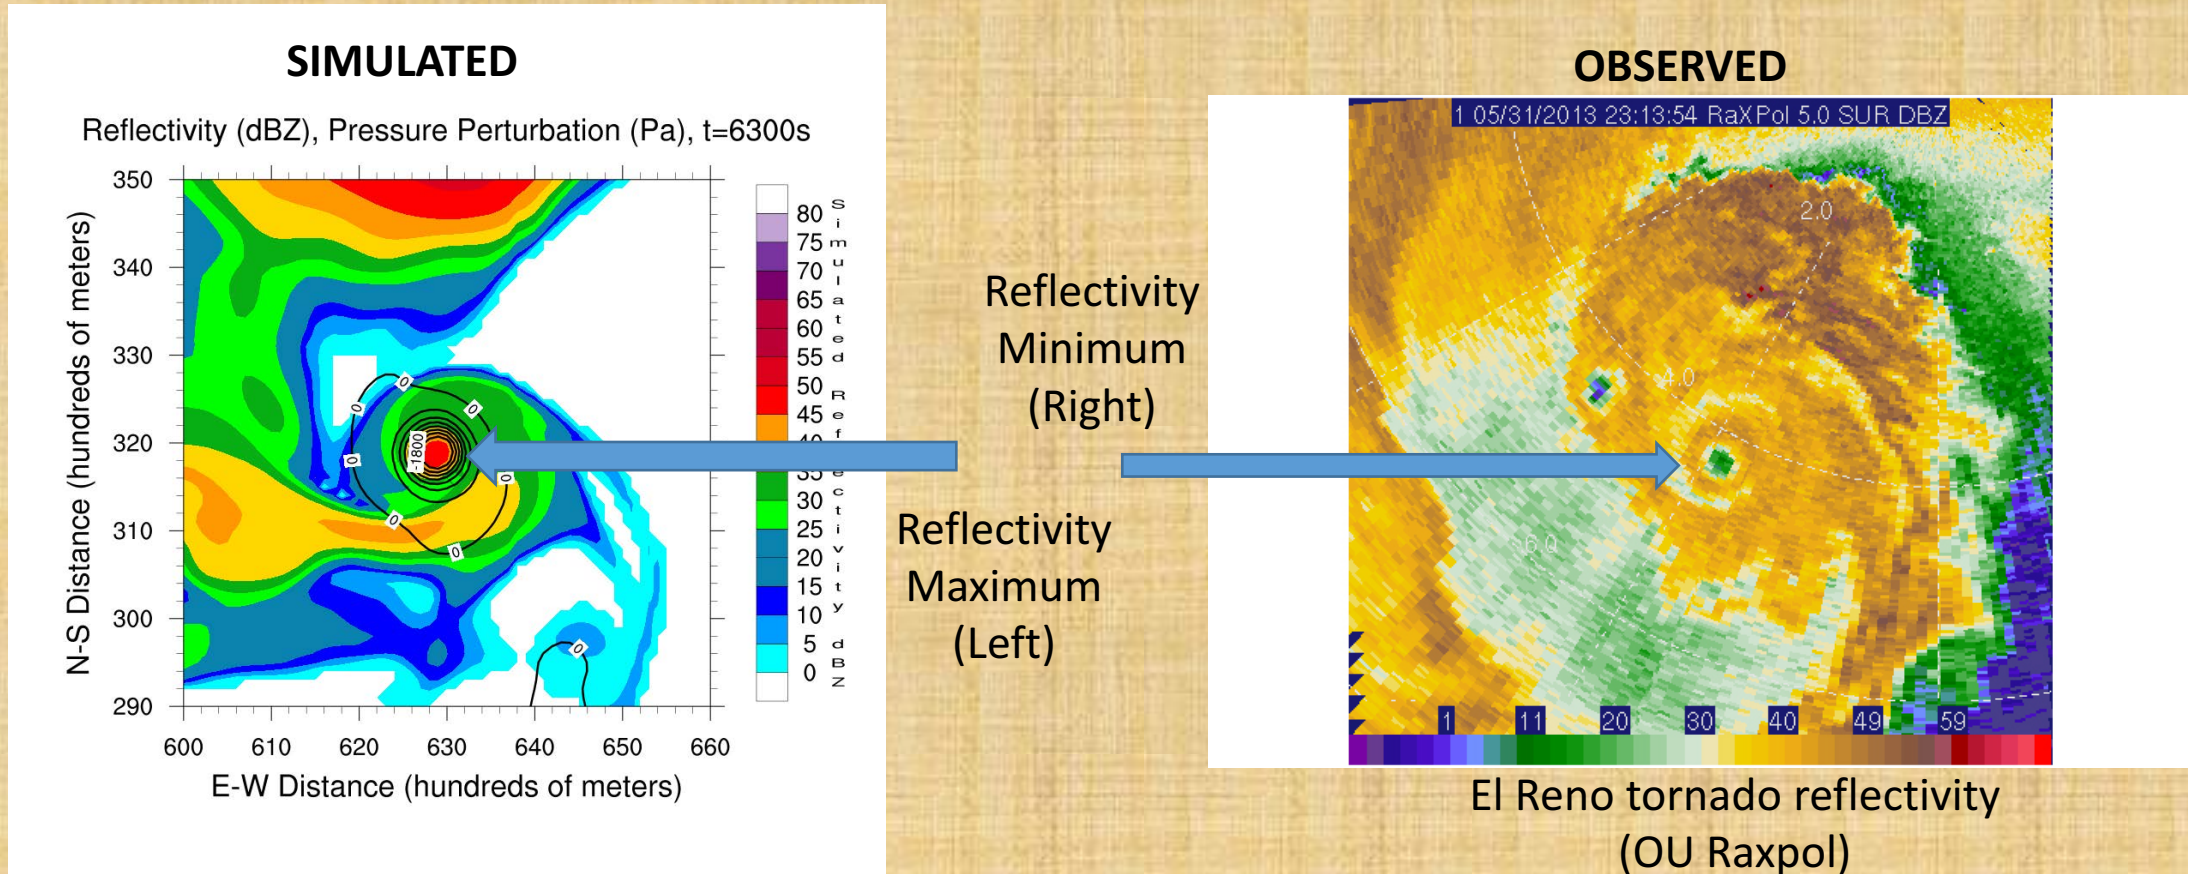 SIMULATED
Reflectivity (dBZ), Pressure Perturbation (Pa), t=6300s
350
340
330
320
310
300
290
N-S Distance (hundreds of meters)
600 610 620 630 640 650 660
E-W Distance (hundreds of meters)
0
0
0
0
0
0
0
0
-1800
80
75
70
65
60
55
50
45
40
35
30
25
20
15
10
5
0
Simulated Reflectivity dBZ
Reflectivity
Minimum
(Right)
Reflectivity
Maximum
(Left)
OBSERVED
1 05/31/2013 23:13:54 RaXPol 5.0 SUR DBZ
2.0
4.0
6.0
1 11 20 30 40 49 59
El Reno tornado reflectivity
(OU Raxpol)